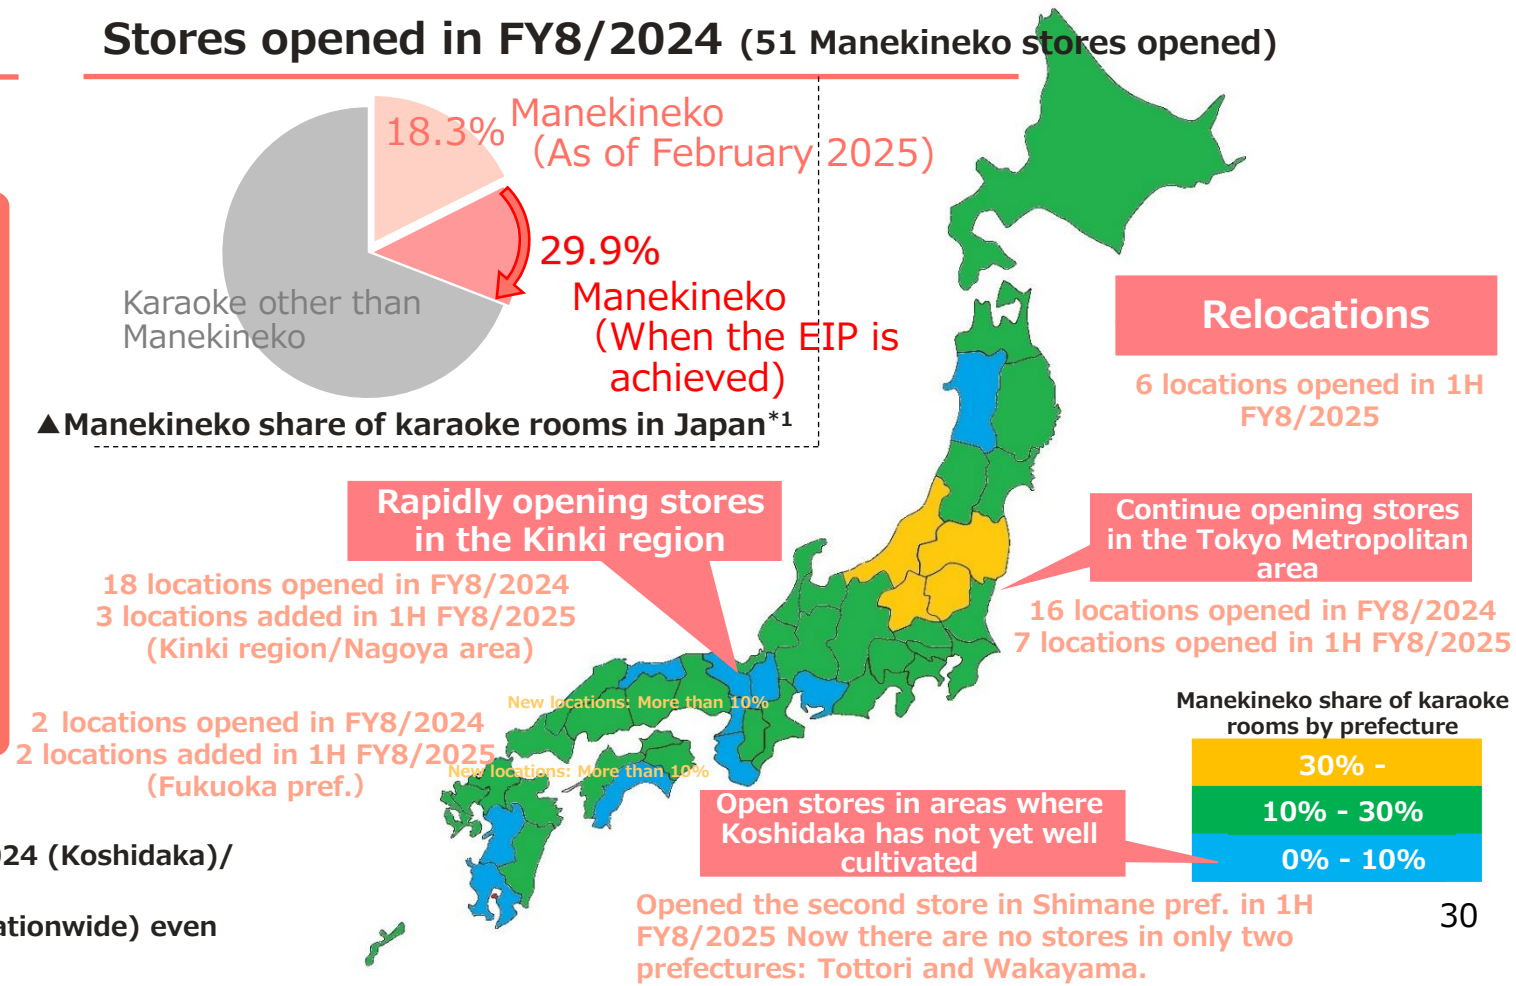 Stores opened in FY8/2024 (51 Manekineko stores opened)
18.3%
Manekineko
(As of February 2025)
29.9%
Manekineko
(When the EIP is
achieved)
Karaoke other than
Manekineko
▲Manekineko share of karaoke rooms in Japan*1
Relocations
6 locations opened in 1H
FY8/2025
Rapidly opening stores
in the Kinki region
18 locations opened in FY8/2024
3 locations added in 1H FY8/2025
(Kinki region/Nagoya area)
Continue opening stores
in the Tokyo Metropolitan
area
16 locations opened in FY8/2024
7 locations opened in 1H FY8/2025
New locations: More than 10%
2 locations opened in FY8/2024
2 locations added in 1H FY8/2025
(Fukuoka pref.)
New locations: More than 10%
Manekineko share of karaoke
rooms by prefecture
30% -
10% - 30%
0% - 10%
Open stores in areas where
Koshidaka has not yet well
cultivated
Opened the second store in Shimane pref. in 1H
FY8/2025 Now there are no stores in only two
prefectures: Tottori and Wakayama.
024 (Koshidaka)/
ationwide) even
30